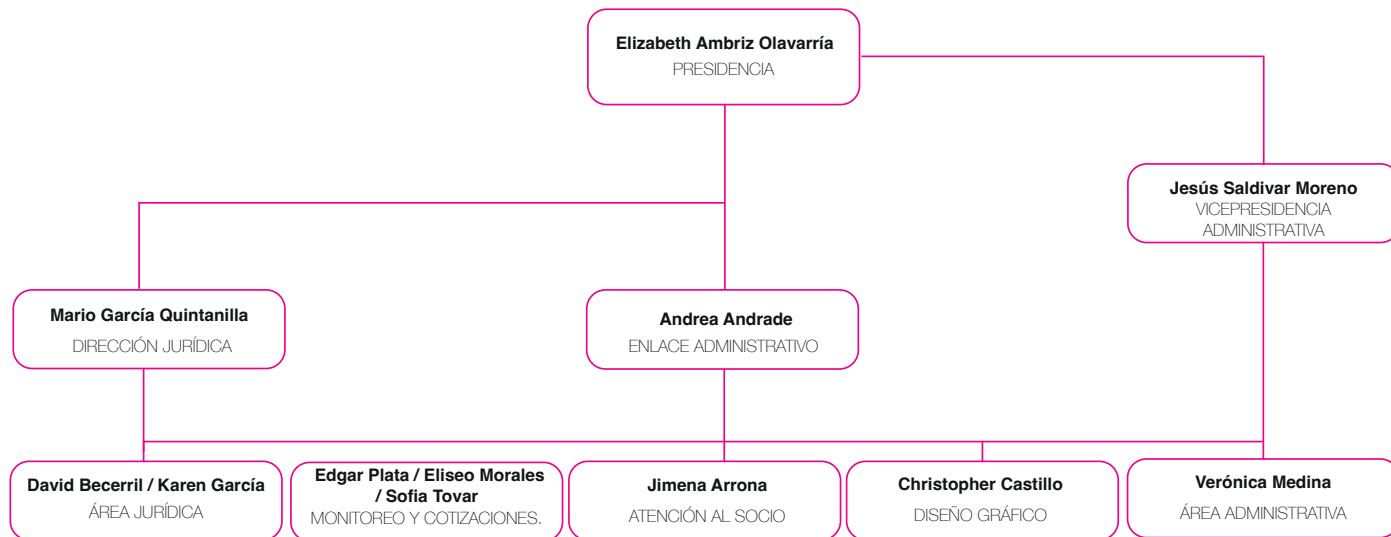 Elizabeth Ambriz Olavarría
PRESIDENCIA
Jesús Saldivar Moreno
VICEPRESIDENCIA
ADMINISTRATIVA
Mario García Quintanilla
DIRECCIÓN JURÍDICA
Andrea Andrade
ENLACE ADMINISTRATIVO
David Becerril / Karen García
ÁREA JURÍDICA
Edgar Plata / Eliseo Morales
/ Sofia Tovar
MONITOREO Y COTIZACIONES.
Jimena Arrona
ATENCIÓN AL SOCIO
Christopher Castillo
DISEÑO GRÁFICO
Verónica Medina
ÁREA ADMINISTRATIVA